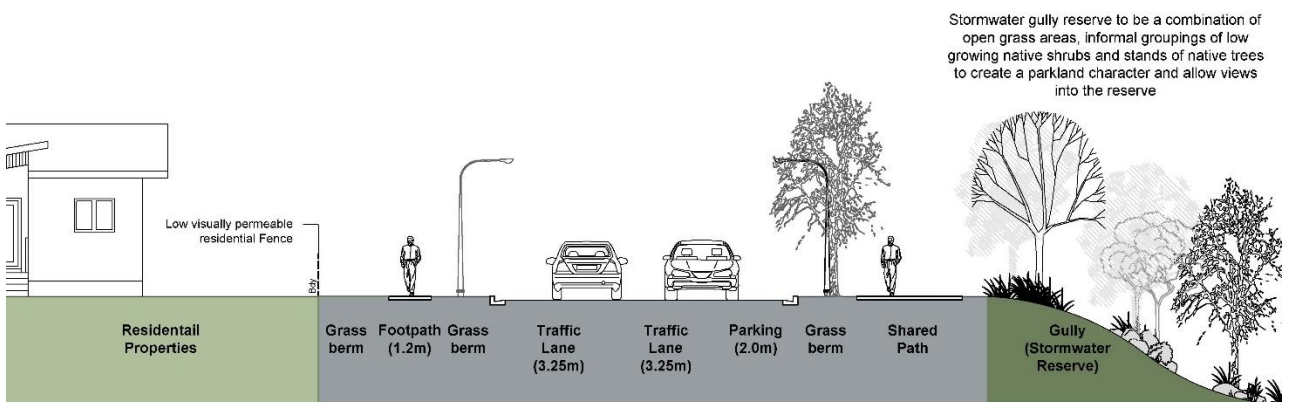 Stormwater gully reserve to be a combination of
open grass areas, informal groupings of low
growing native shrubs and stands of native trees
to create a parkland character and allow views
into the reserve
Low visually permeable
residential Fence
Bdy
Residentail
Properties
Grass
berm
Footpath
(1.2m)
Grass
berm
Traffic
Lane
(3.25m)
Traffic
Lane
(3.25m)
Parking
(2.0m)
Grass
berm
Shared
Path
Gully
(Stormwater
Reserve)